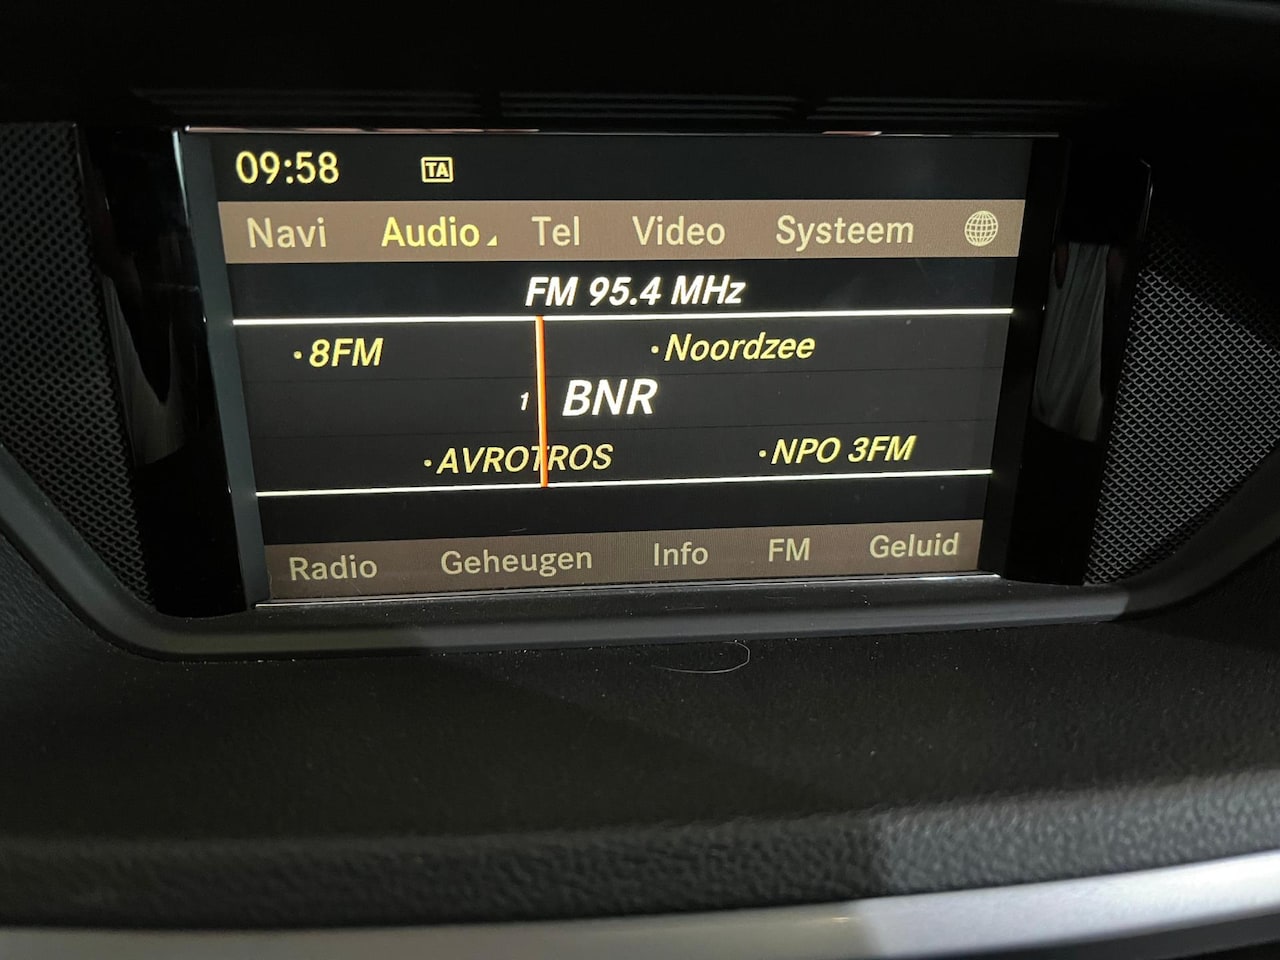 09:58 TA
Navi Audio Tel Video Systeem
FM 95.4 MHz
·8FM ·Noordzee
1 BNR
·AVROTROS ·NPO 3FM
Radio Geheugen Info FM Geluid